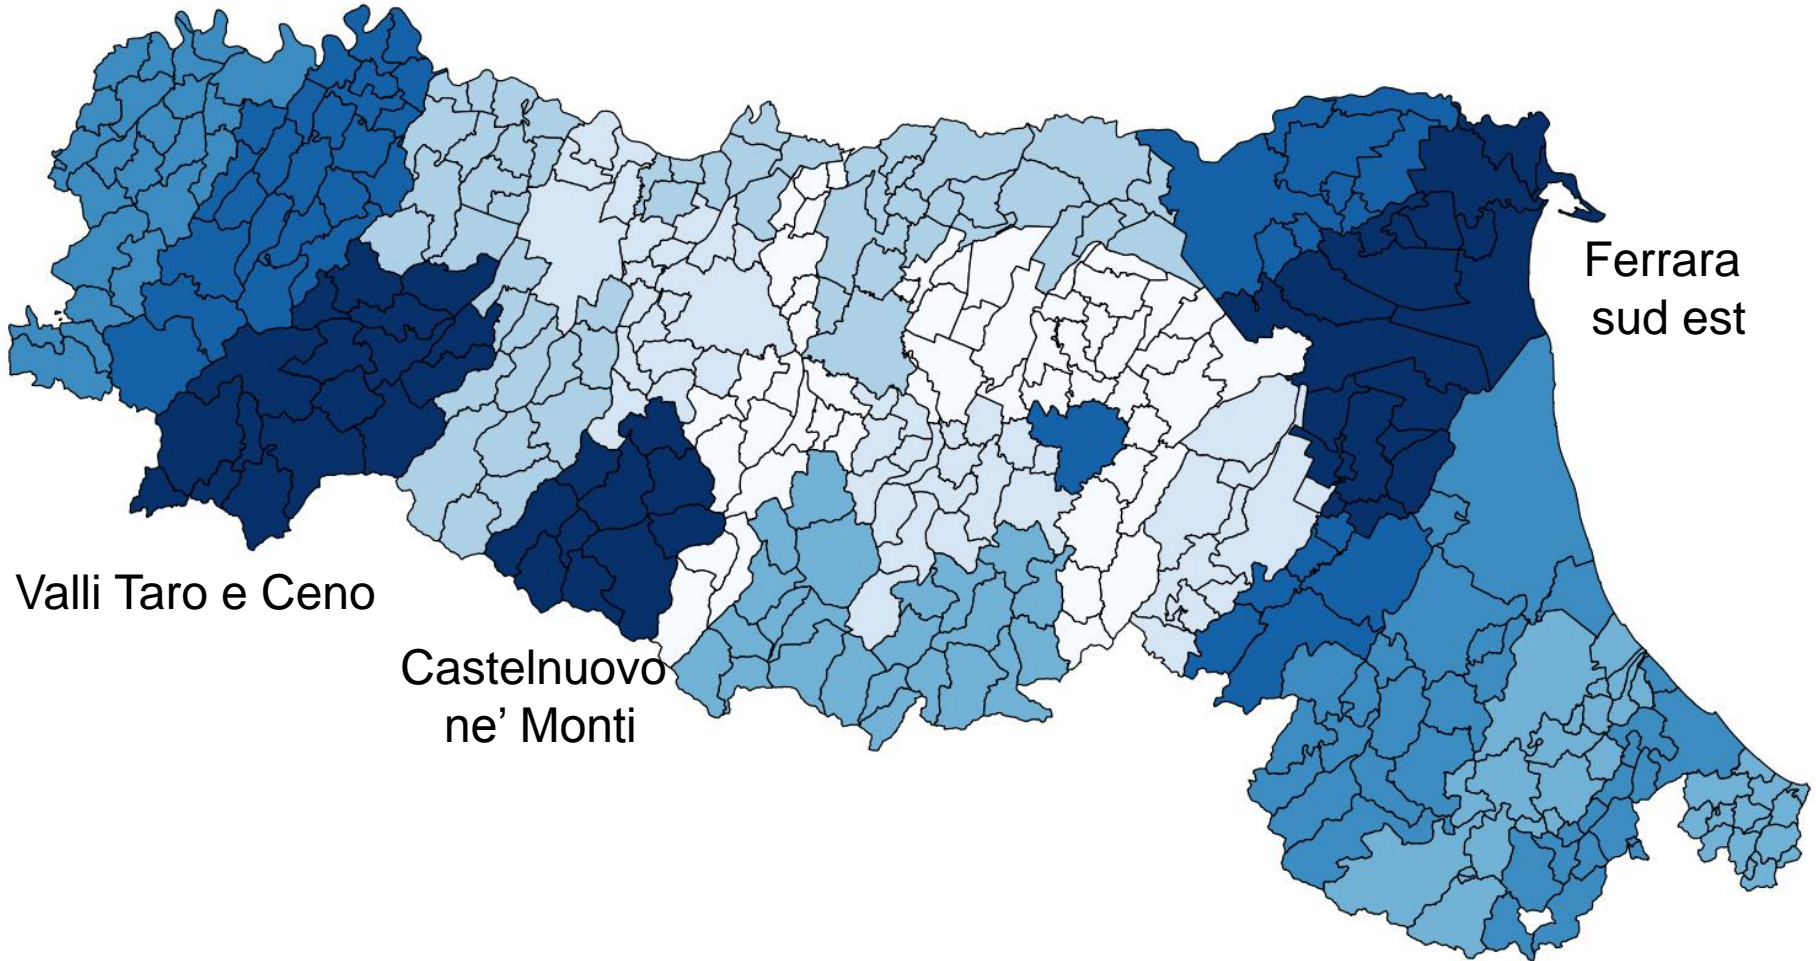 Ferrara
sud est
Valli Taro e Ceno
Castelnuovo
ne’ Monti